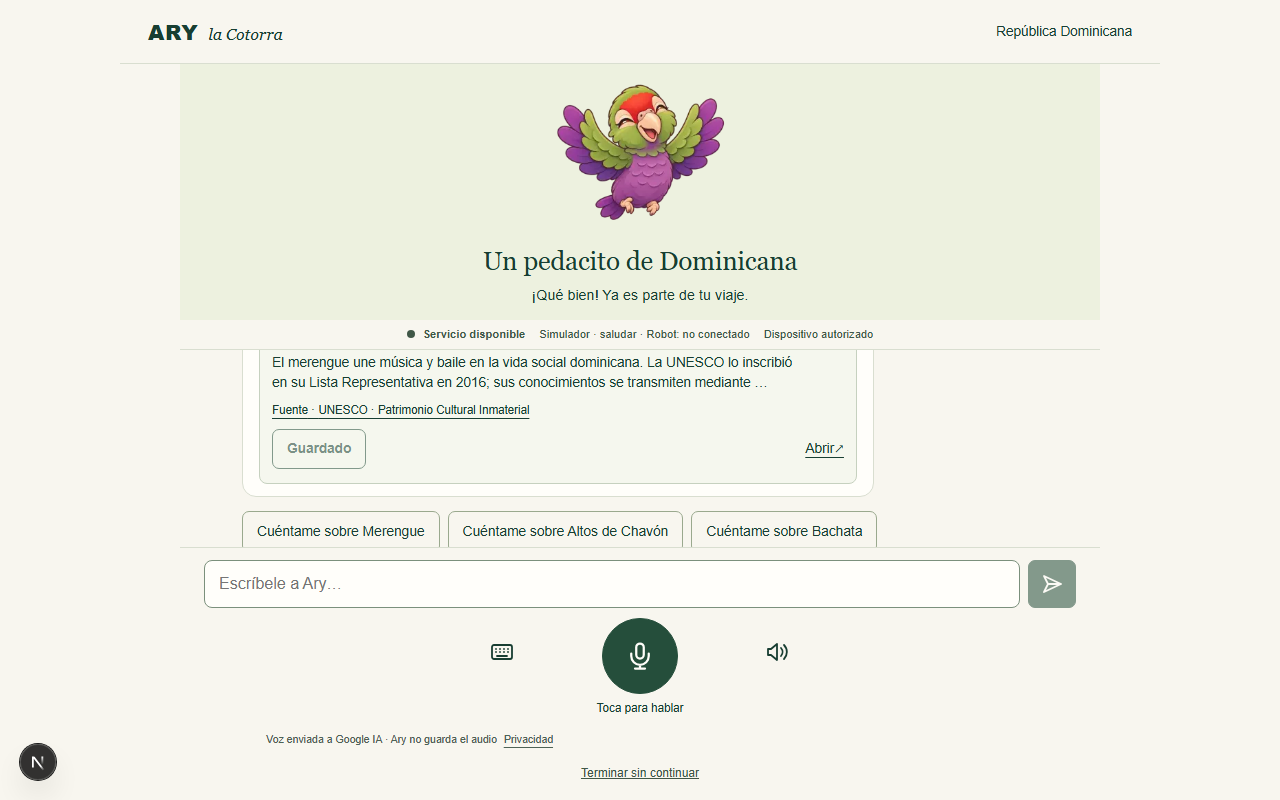 ARY la Cotorra
República Dominicana
Un pedacito de Dominicana
¡Qué bien! Ya es parte de tu viaje.
Servicio disponible Simulador · saludar · Robot: no conectado Dispositivo autorizado
El merengue une música y baile en la vida social dominicana. La UNESCO lo inscribió
en su Lista Representativa en 2016; sus conocimientos se transmiten mediante …
Fuente · UNESCO · Patrimonio Cultural Inmaterial
Guardado
Abrir↗
Cuéntame sobre Merengue
Cuéntame sobre Altos de Chavón
Cuéntame sobre Bachata
Escríbele a Ary…
Toca para hablar
Voz enviada a Google IA · Ary no guarda el audio Privacidad
N
Terminar sin continuar